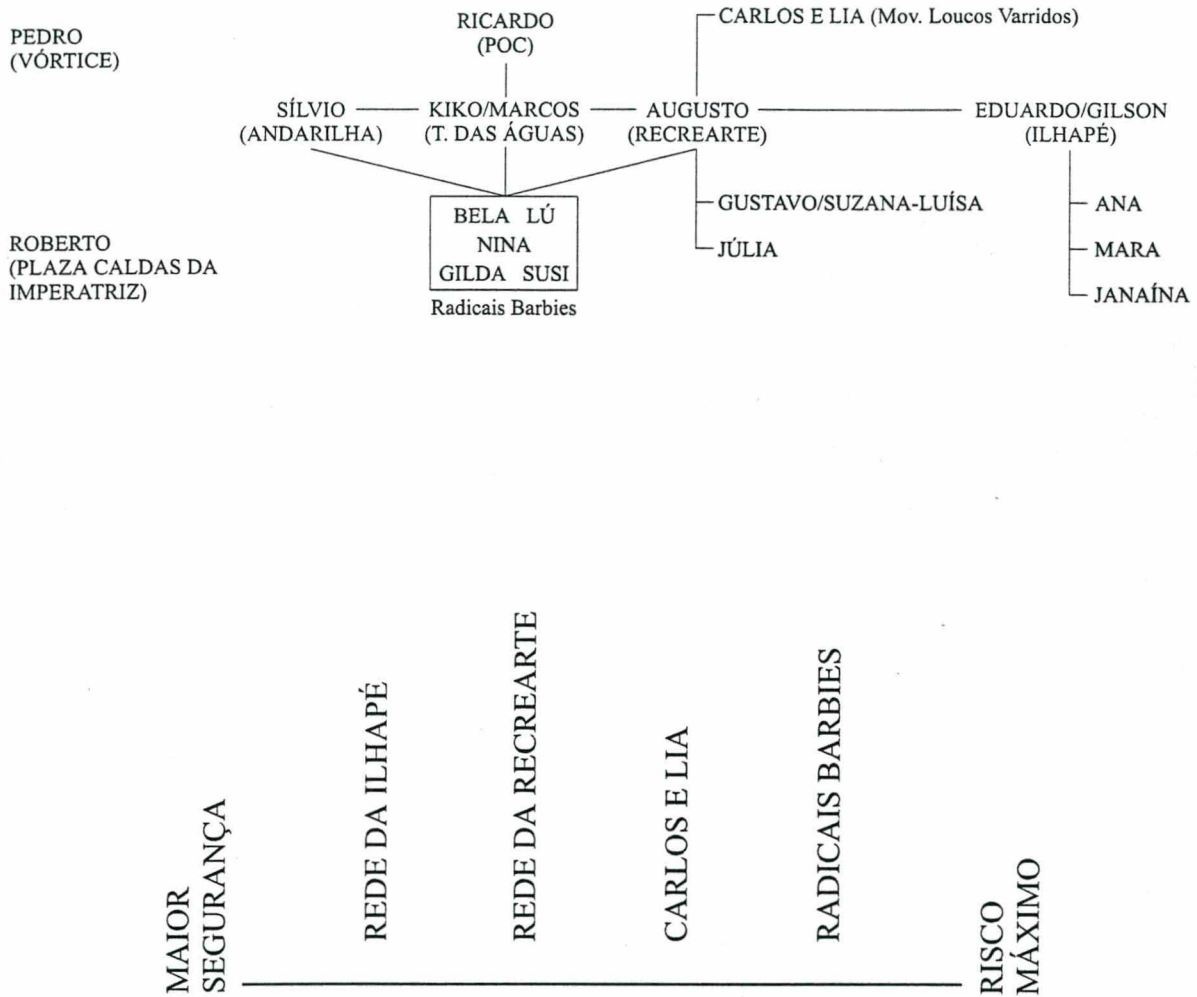 PEDRO
(VÓRTICE)
RICARDO
(POC)
CARLOS E LIA (Mov. Loucos Varridos)
SÍLVIO
(ANDARILHA)
KIKO/MARCOS
(T. DAS ÁGUAS)
AUGUSTO
(RECREARTE)
EDUARDO/GILSON
(ILHAPÉ)
ROBERTO
(PLAZA CALDAS DA
IMPERATRIZ)
BELA LÚ
NINA
GILDA SUSI
Radicais Barbies
GUSTAVO/SUZANA-LUÍSA
JÚLIA
ANA
MARA
JANAÍNA
MAIOR
SEGURANÇA
REDE DA ILHAPÉ
REDE DA RECREARTE
CARLOS E LIA
RADICAIS BARBIES
RISCO
MÁXIMO